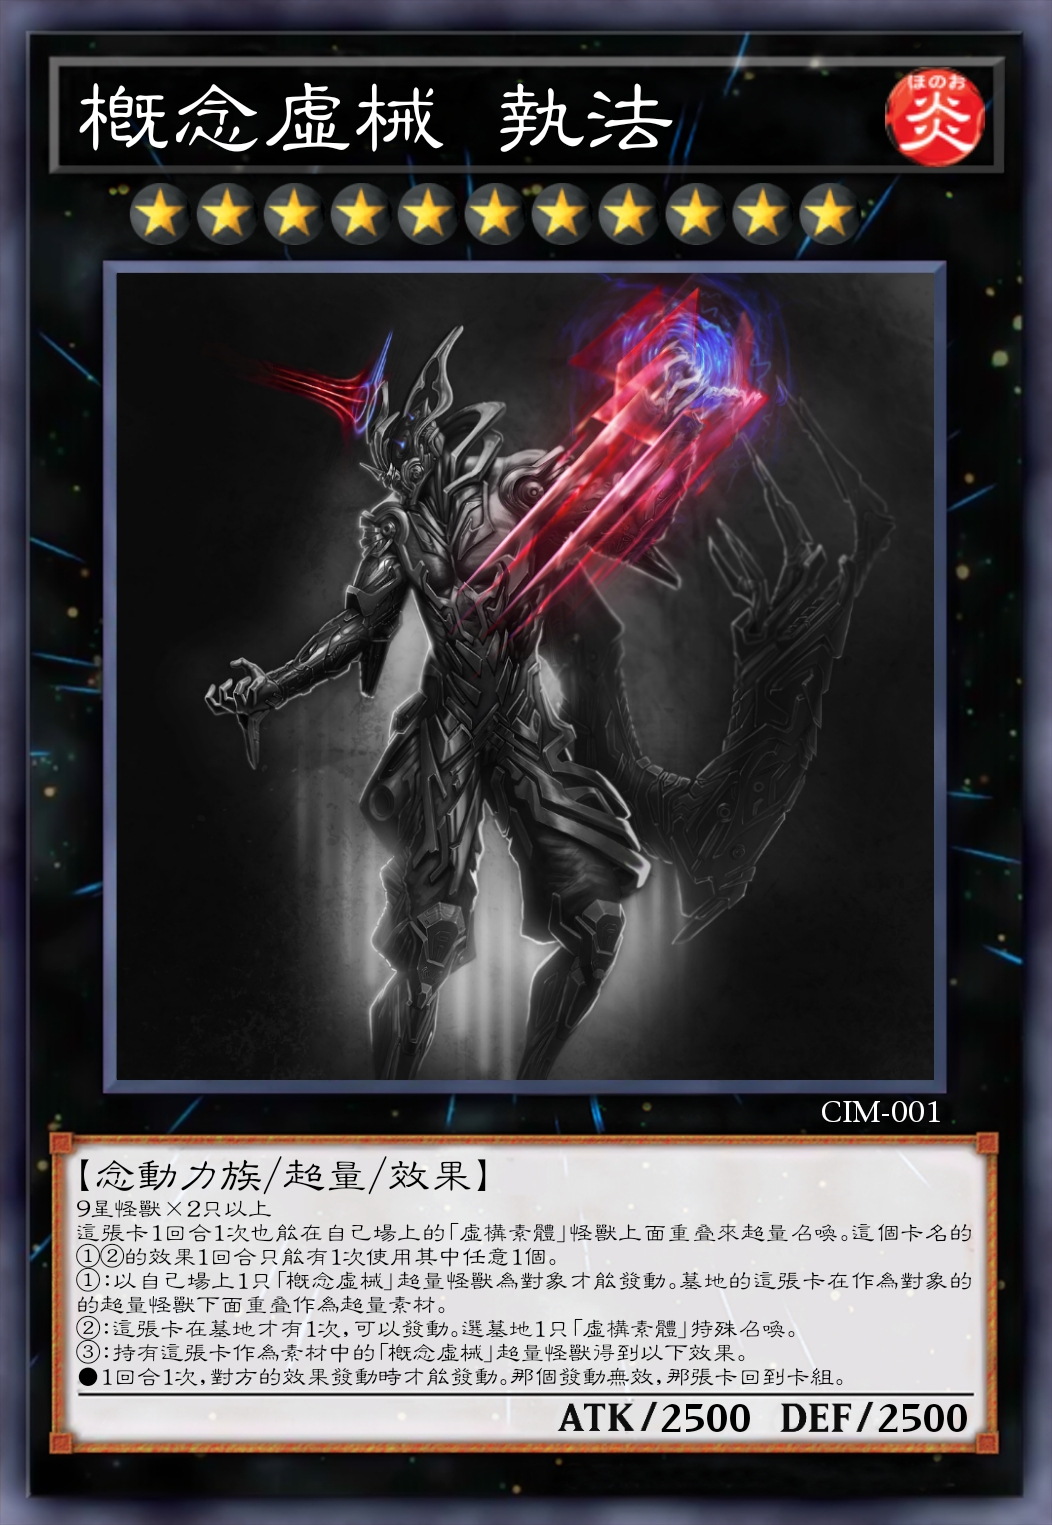 概念虛械 執法
ほのお
炎
CIM-001
【念動力族/超量/效果】
9星怪獸×2只以上
這張卡1回合1次也能在自己場上的「虛構素體」怪獸上面重疊來超量召喚。這個卡名的
①②的效果1回合只能有1次使用其中任意1個。
①:以自己場上1只「概念虛械」超量怪獸為對象才能發動。墓地的這張卡在作為對象的
的超量怪獸下面重疊作為超量素材。
②:這張卡在墓地才有1次,可以發動。選墓地1只「虛構素體」特殊召喚。
③:持有這張卡作為素材中的「概念虛械」超量怪獸得到以下效果。
●1回合1次,對方的效果發動時才能發動。那個發動無效,那張卡回到卡組。
ATK/2500 DEF/2500